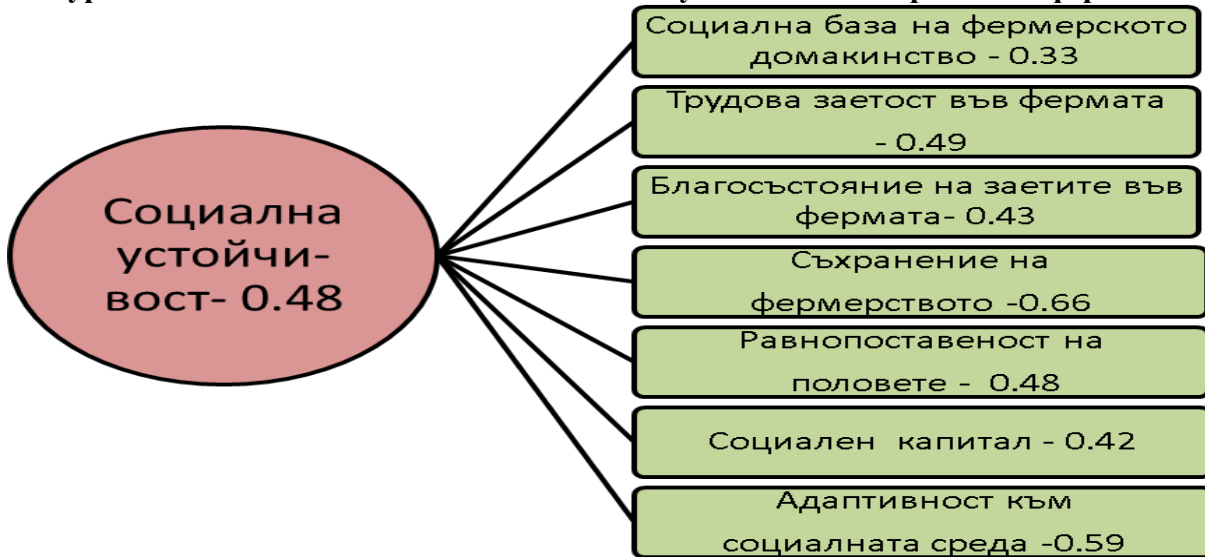 Социална
устойчи-
вост- 0.48
Социална база на фермерското
домакинство - 0.33
Трудова заетост във фермата
- 0.49
Благосъстояние на заетите във
фермата- 0.43
Съхранение на
фермерството -0.66
Равнопоставеност на
половете - 0.48
Социален капитал - 0.42
Адаптивност към
социалната среда -0.59